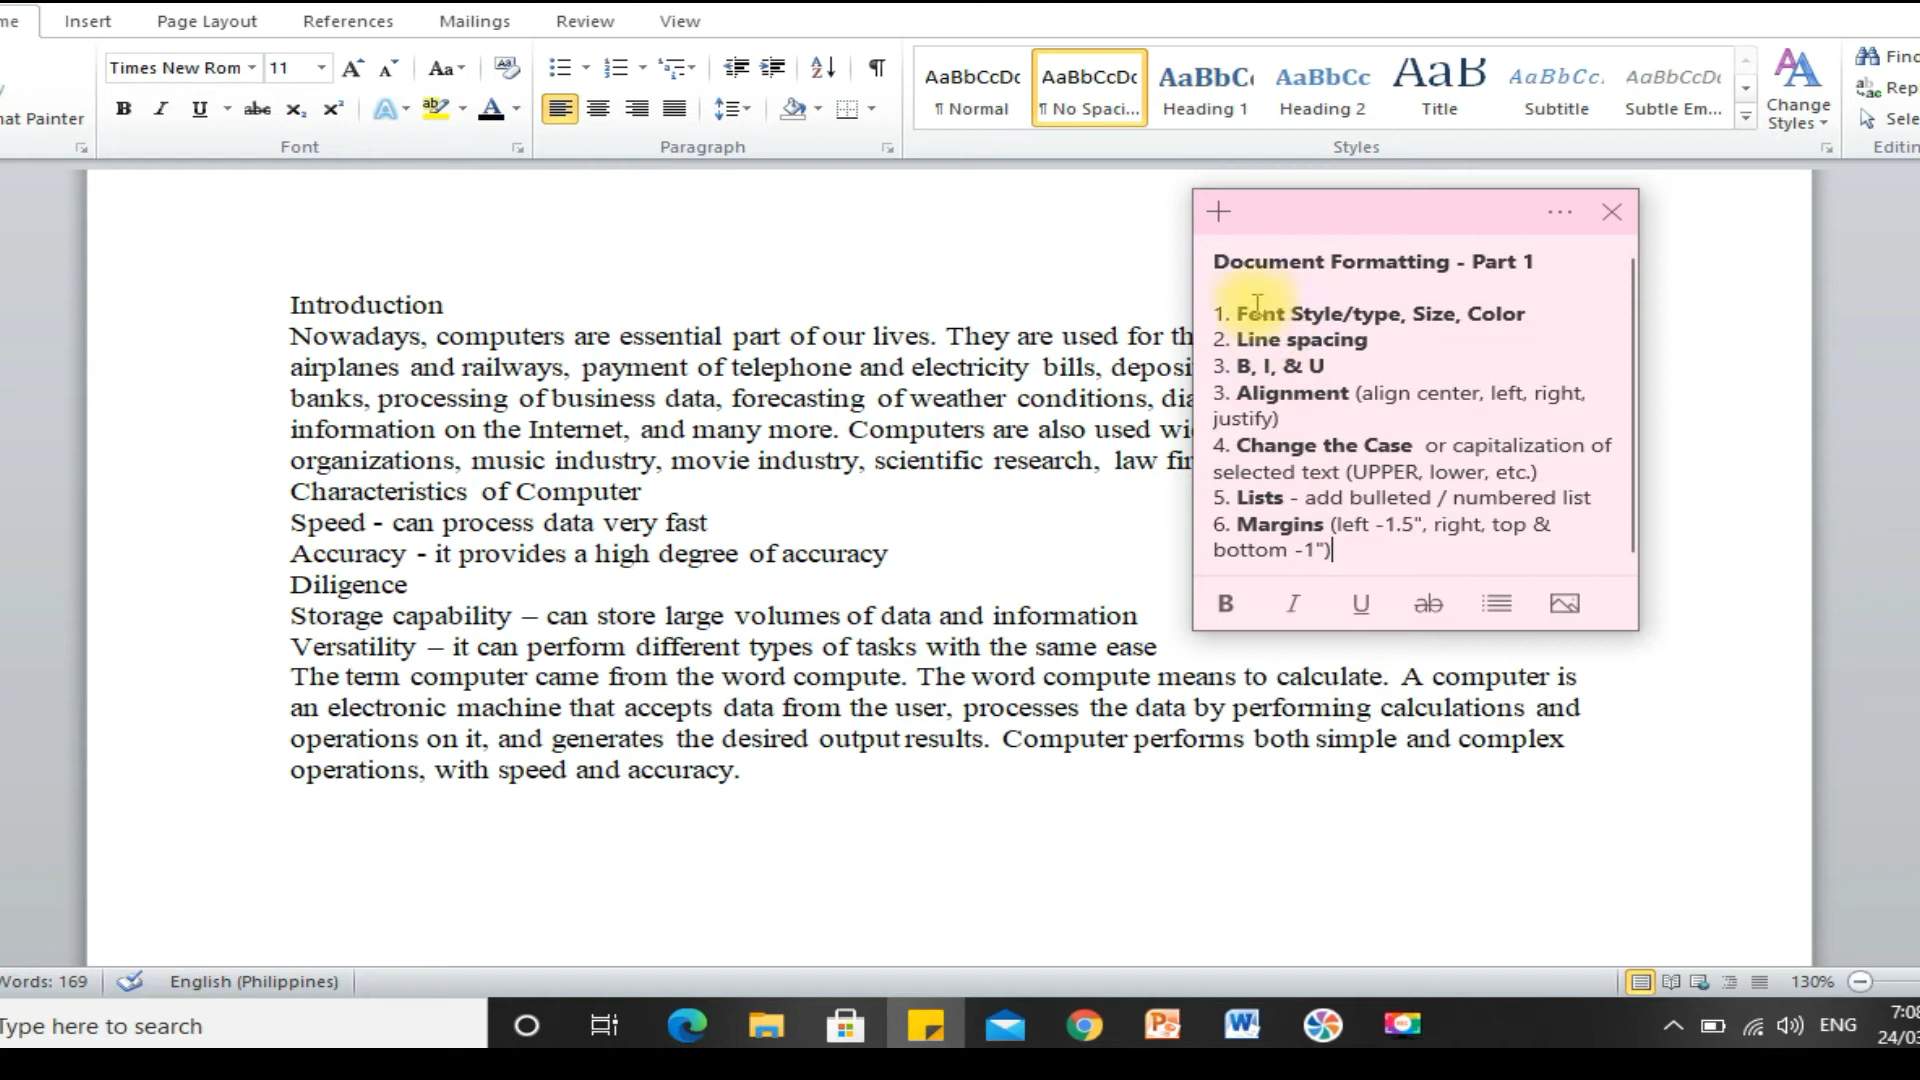 me
Insert
Page Layout
References
Mailings
Review
View
Times New Rom
11
Aa
AaBbCcDc
AaBbCcDc
AaBbC
AaBbCc
AaB
AaBbCc.
AaBbCcDc
Find
Rep
Sele
at Painter
B I U abc x₂ x² A ab A
¶ Normal
¶ No Spaci...
Heading 1
Heading 2
Title
Subtitle
Subtle Em...
Change
Styles
Font
Paragraph
Styles
Editin
Introduction
Nowadays, computers are essential part of our lives. They are used for th
airplanes and railways, payment of telephone and electricity bills, deposi
banks, processing of business data, forecasting of weather conditions, dia
information on the Internet, and many more. Computers are also used wi
organizations, music industry, movie industry, scientific research, law fir
Characteristics of Computer
Speed - can process data very fast
Accuracy - it provides a high degree of accuracy
Diligence
Storage capability – can store large volumes of data and information
Versatility – it can perform different types of tasks with the same ease
The term computer came from the word compute. The word compute means to calculate. A computer is
an electronic machine that accepts data from the user, processes the data by performing calculations and
operations on it, and generates the desired output results. Computer performs both simple and complex
operations, with speed and accuracy.
Document Formatting - Part 1
1. Font Style/type, Size, Color
2. Line spacing
3. B, I, & U
3. Alignment (align center, left, right,
justify)
4. Change the Case or capitalization of
selected text (UPPER, lower, etc.)
5. Lists - add bulleted / numbered list
6. Margins (left -1.5", right, top &
bottom -1")
B I U ab
Words: 169
English (Philippines)
130%
Type here to search
ENG
7:08
24/03